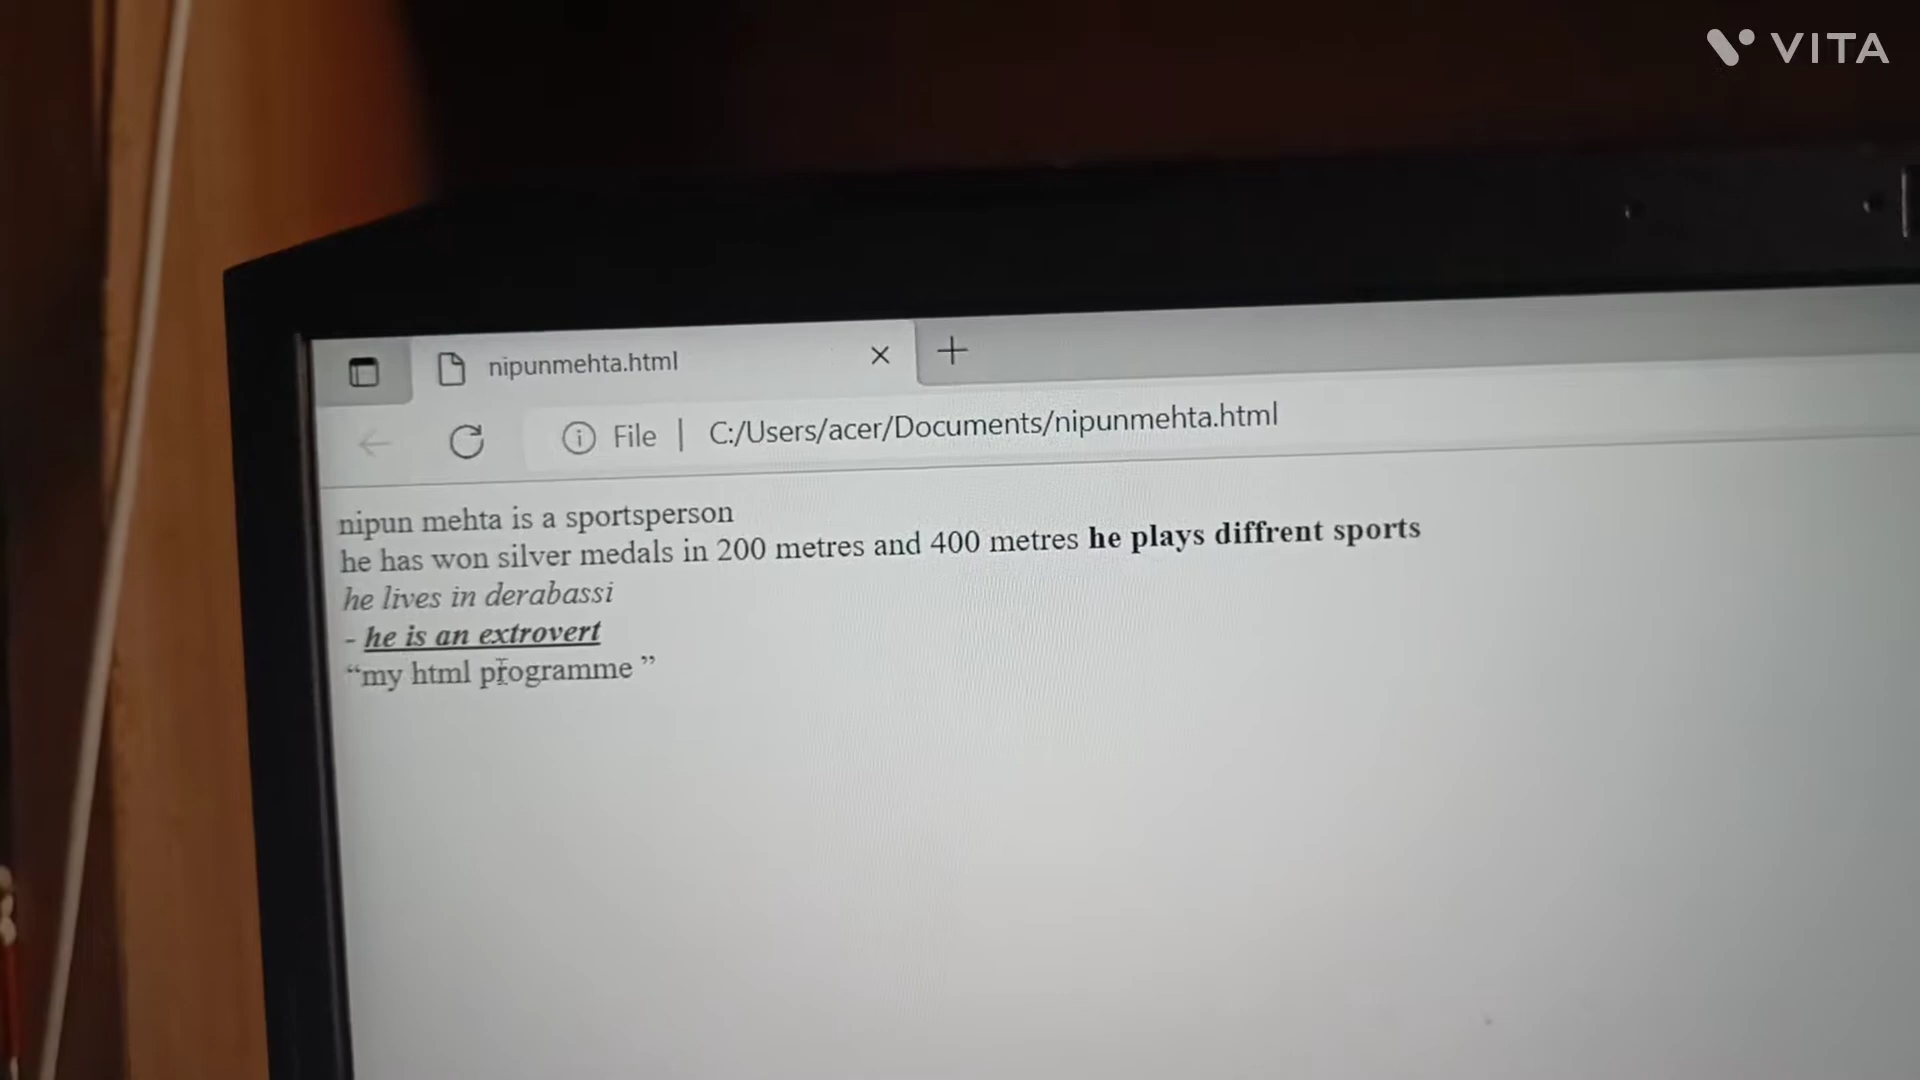 VITA
nipunmehta.html
File | C:/Users/acer/Documents/nipunmehta.html
nipun mehta is a sportsperson
he has won silver medals in 200 metres and 400 metres he plays diffrent sports
he lives in derabassi
- he is an extrovert
“my html programme ”